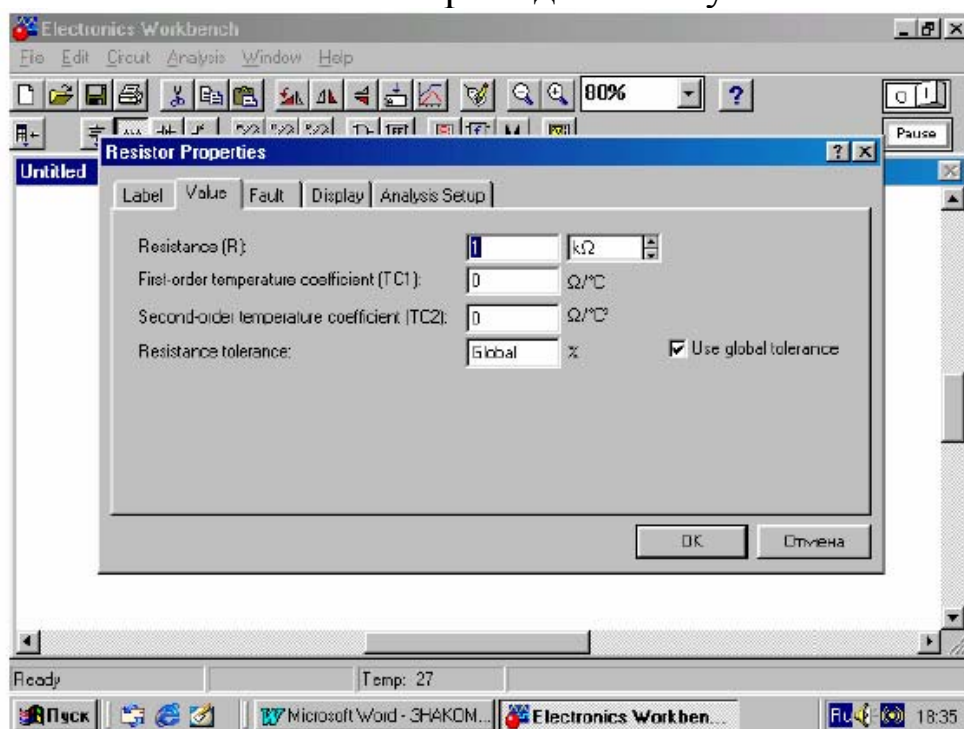 Electronics Workbench
File Edit Circuit Analysis Window Help
80% ?
Pause
Untitled
Resistor Properties
Label Value Fault Display Analysis Setup
Resistance (R): 1 kΩ
First-order temperature coefficient (TC1): 0 Ω/°C
Second-order temperature coefficient (TC2): 0 Ω/°C²
Resistance tolerance: Global % Use global tolerance
OK Отмена
Ready Temp: 27
Пуск Microsoft Word - ЗНАКОМ... Electronics Workben... Ru 18:35